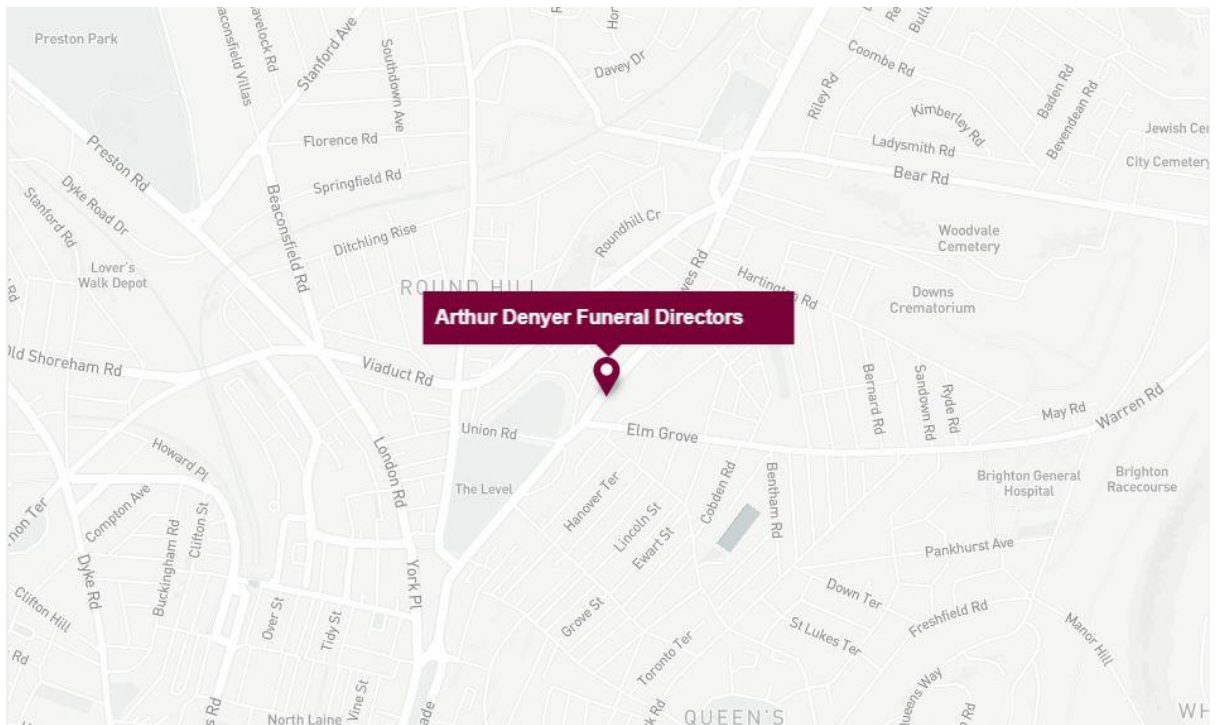 Preston Park
Stanford Ave
Southdown Ave
Beaconsfield Villas
Davey Dr
Coombe Rd
Riley Rd
Kimberley Rd
Baden Rd
Bevendean Rd
Ladysmith Rd
Bear Rd
City Cemetery
Florence Rd
Springfield Rd
Preston Rd
Dyke Road Dr
Stanford Rd
Beaconsfield Rd
Ditchling Rise
Roundhill Cr
Woodvale
Cemetery
Lover's
Walk Depot
ROUND HILL
Hartington Rd
Downs
Crematorium
Arthur Denyer Funeral Directors
Viaduct Rd
Bernard Rd
Sandown Rd
Ryde Rd
May Rd
Warren Rd
Union Rd
Elm Grove
London Rd
Howard Pl
The Level
Hanover Ter
Lincoln St
Ewart St
Cobden Rd
Bentham Rd
Brighton General
Hospital
Brighton
Racecourse
Compton Ave
Clifton St
Buckingham Rd
Dyke Rd
Pankhurst Ave
York Pl
Down Ter
Freshfield Rd
Manor Hill
Clifton Hill
Over St
Tidy St
Grove St
Toronto Ter
St Lukes Ter
Queens Way
Vine St
North Laine
QUEEN'S